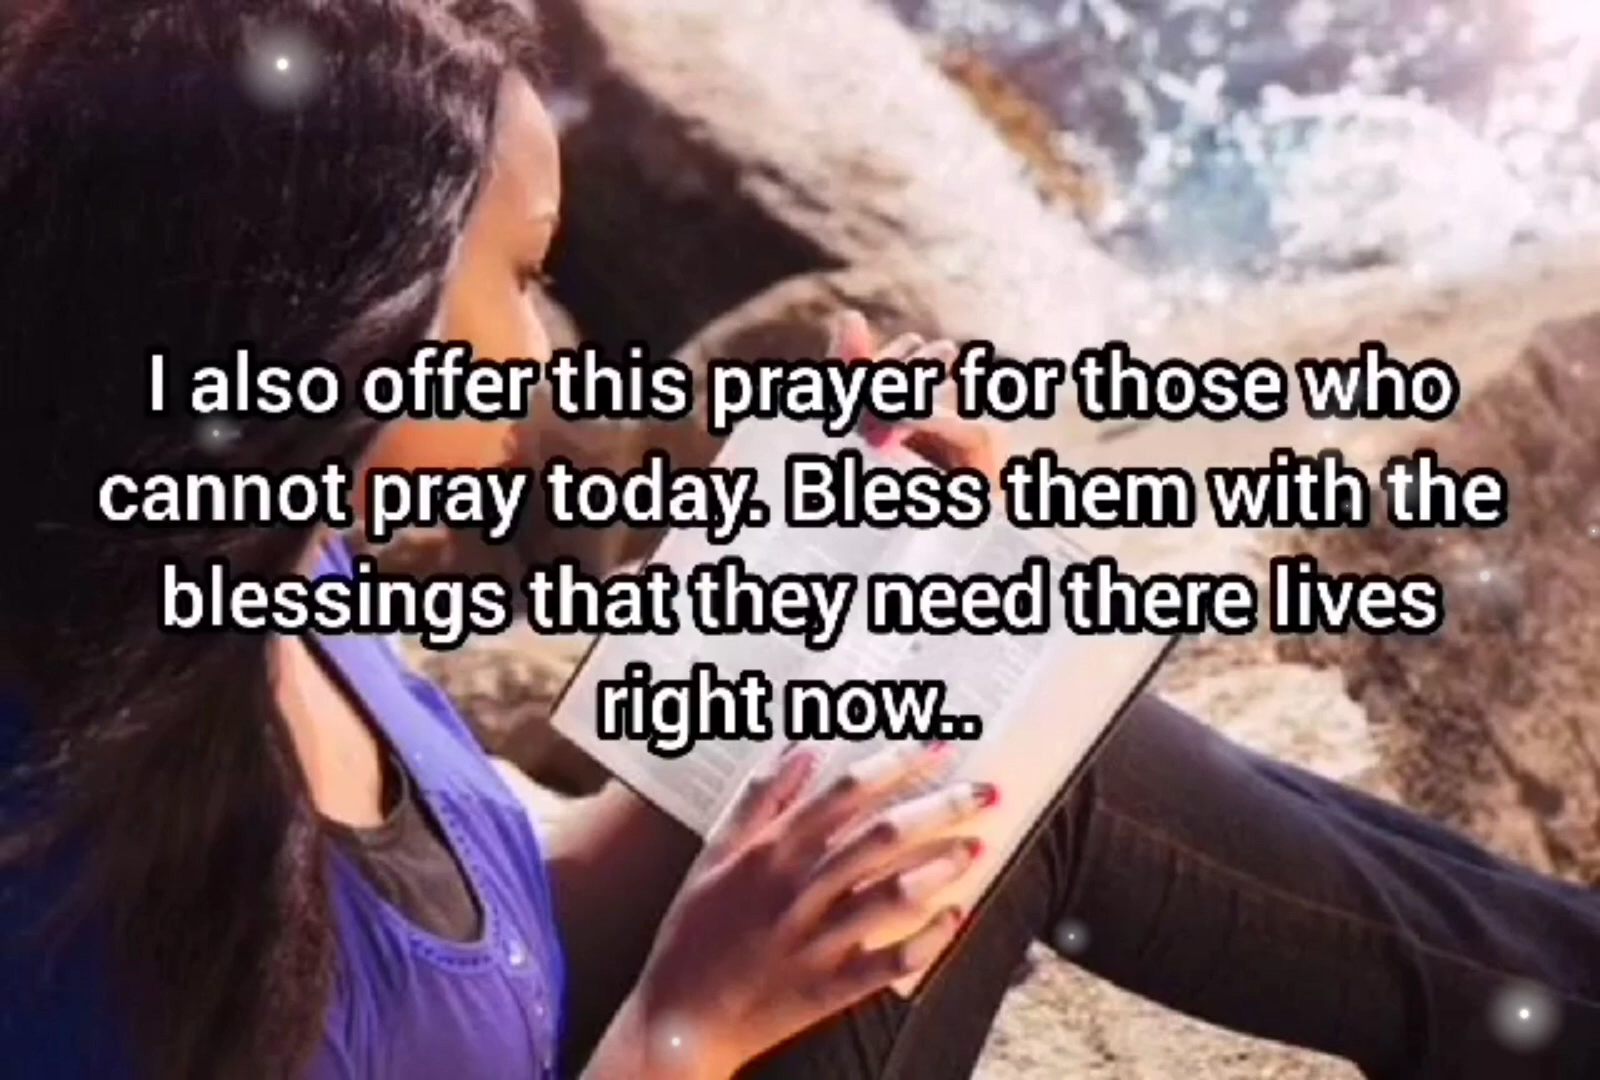 I also offer this prayer for those who
cannot pray today. Bless them with the
blessings that they need there lives
right now..